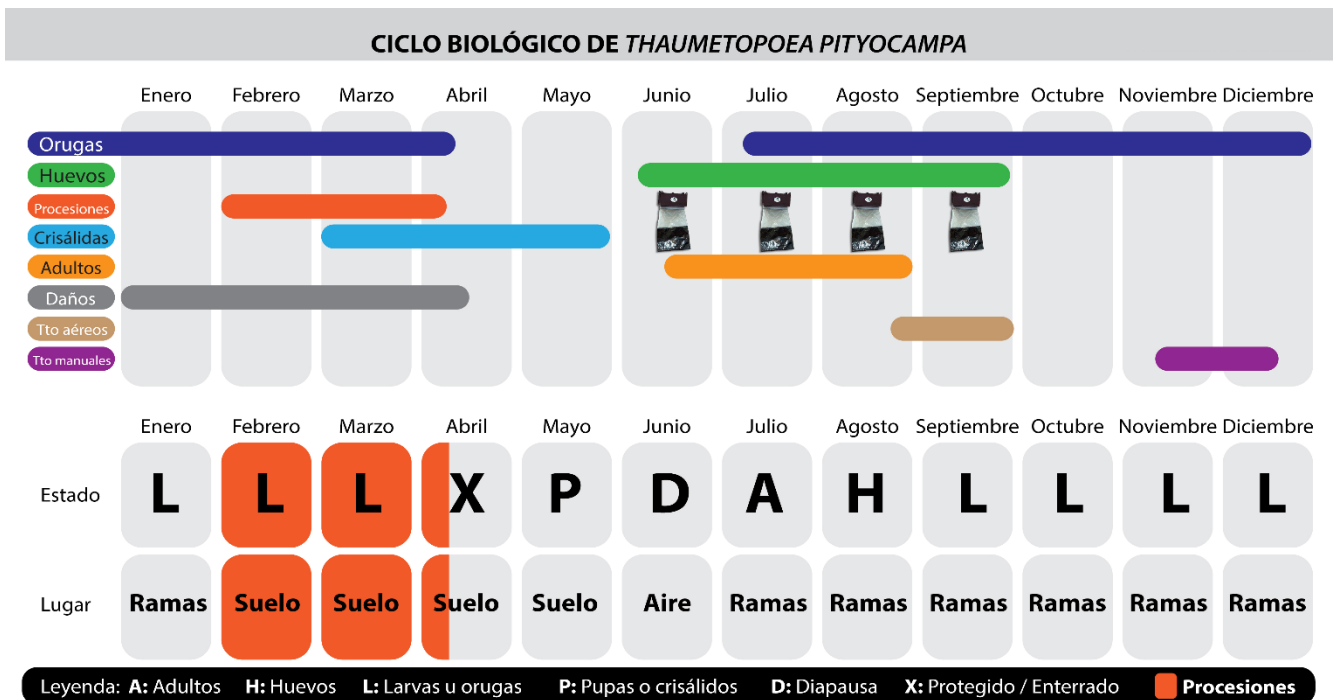 CICLO BIOLÓGICO DE THAUMETOPOEA PITYOCAMPA
Enero Febrero Marzo Abril Mayo Junio Julio Agosto Septiembre Octubre Noviembre Diciembre
Orugas
Huevos
Procesiones
Crisálidas
Adultos
Daños
Tto aéreos
Tto manuales
Enero Febrero Marzo Abril Mayo Junio Julio Agosto Septiembre Octubre Noviembre Diciembre
Estado L L L X P D A H L L L L
Lugar Ramas Suelo Suelo Suelo Suelo Aire Ramas Ramas Ramas Ramas Ramas Ramas
Leyenda: A: Adultos H: Huevos L: Larvas u orugas P: Pupas o crisálidos D: Diapausa X: Protegido / Enterrado Procesiones